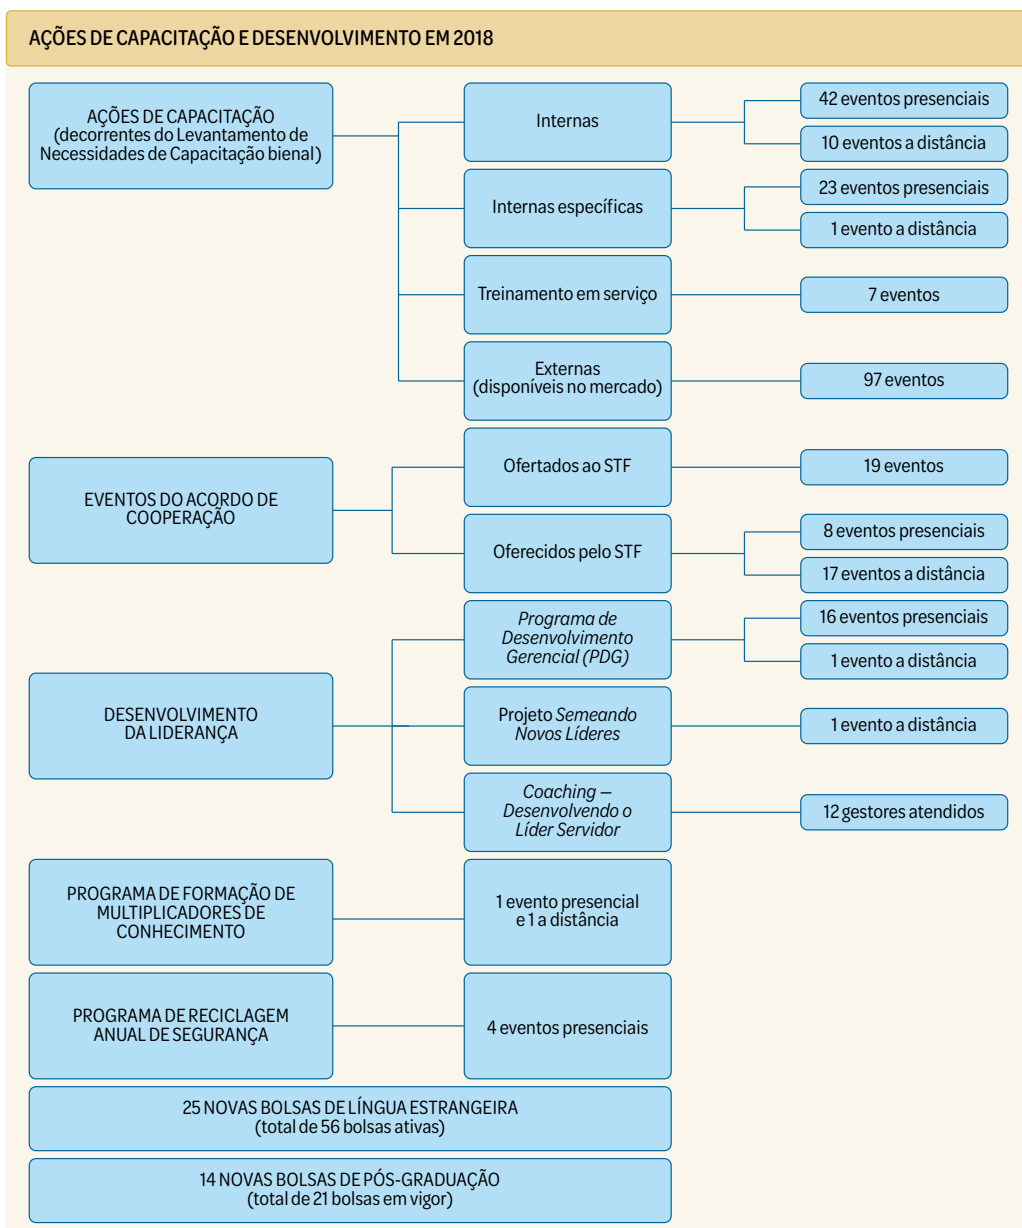 AÇÕES DE CAPACITAÇÃO E DESENVOLVIMENTO EM 2018
AÇÕES DE CAPACITAÇÃO
(decorrentes do Levantamento de
Necessidades de Capacitação bienal)
Internas
42 eventos presenciais
10 eventos a distância
Internas específicas
23 eventos presenciais
1 evento a distância
Treinamento em serviço
7 eventos
Externas
(disponíveis no mercado)
97 eventos
EVENTOS DO ACORDO DE
COOPERAÇÃO
Ofertados ao STF
19 eventos
Oferecidos pelo STF
8 eventos presenciais
17 eventos a distância
DESENVOLVIMENTO
DA LIDERANÇA
Programa de
Desenvolvimento
Gerencial (PDG)
16 eventos presenciais
1 evento a distância
Projeto Semeando
Novos Líderes
1 evento a distância
Coaching –
Desenvolvendo o
Líder Servidor
12 gestores atendidos
PROGRAMA DE FORMAÇÃO DE
MULTIPLICADORES DE
CONHECIMENTO
1 evento presencial
e 1 a distância
PROGRAMA DE RECICLAGEM
ANUAL DE SEGURANÇA
4 eventos presenciais
25 NOVAS BOLSAS DE LÍNGUA ESTRANGEIRA
(total de 56 bolsas ativas)
14 NOVAS BOLSAS DE PÓS-GRADUAÇÃO
(total de 21 bolsas em vigor)